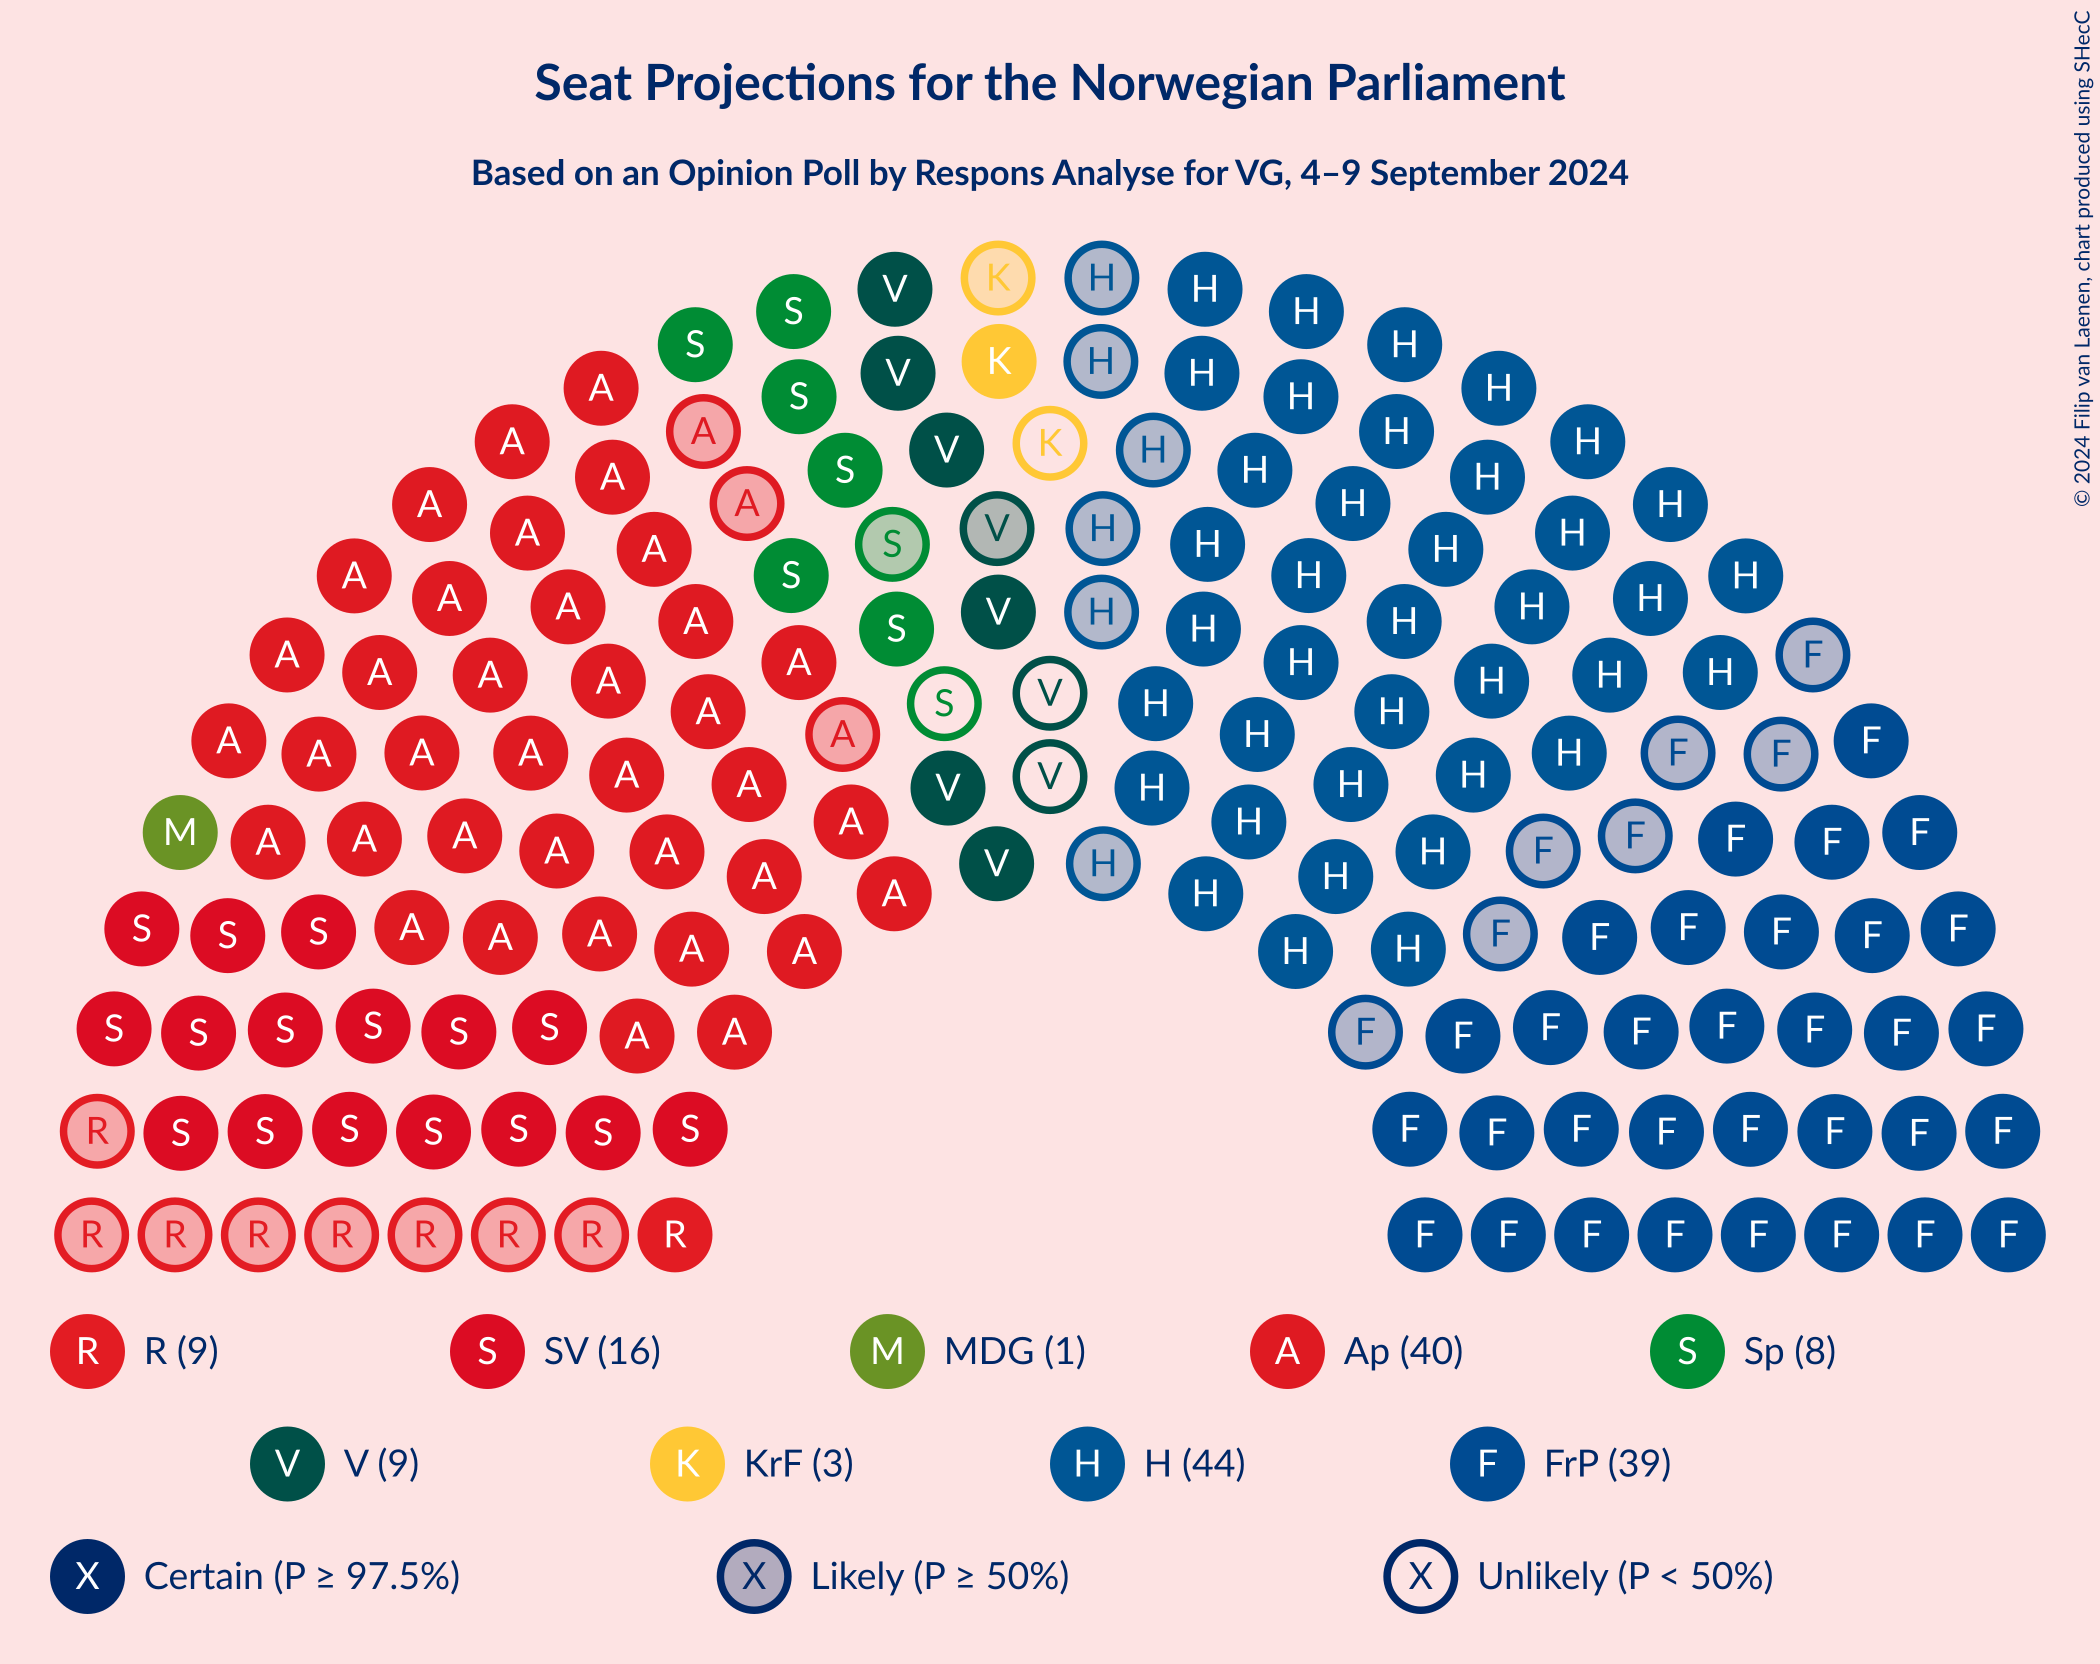 Seat Projections for the Norwegian Parliament
Based on an Opinion Poll by Respons Analyse for VG, 4–9 September 2024
© 2024 Filip van Laenen, chart produced using SHecC
K H
V H
S H
S H
S K H H
A V H
A S V H H
A A V K H H H
A S H H
A A S V H H H H
A A H H
A A S V H H H H
A A A S H H H H
A A A S V H H H H
A A A A H H H F
A A A A S V H H H H
A A A A A H H H F F F
M A A A A A A V V H H H H F F F F
A A A V H H H F
S S S A A A A A A H H H F F F F F F
S S S S S S A A F F F F F F F F
R S S S S S S S F F F F F F F F
R R R R R R R R F F F F F F F F
R R (9) S SV (16) M MDG (1) A Ap (40) S Sp (8)
V V (9) K KrF (3) H H (44) F FrP (39)
X Certain (P ≥ 97.5%) X Likely (P ≥ 50%) X Unlikely (P < 50%)